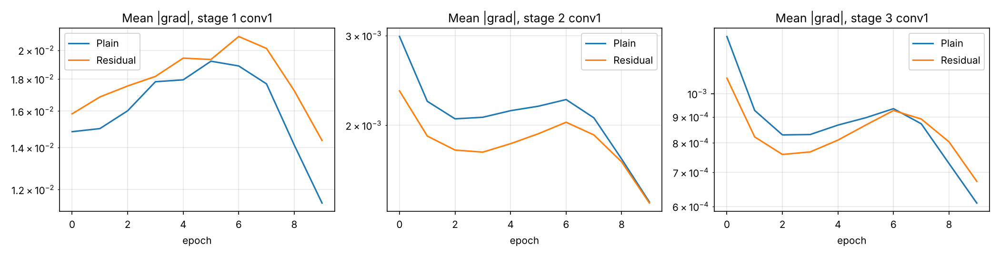 Mean |grad|, stage 1 conv1
Plain
Residual
2 × 10⁻²
1.8 × 10⁻²
1.6 × 10⁻²
1.4 × 10⁻²
1.2 × 10⁻²
0 2 4 6 8
epoch
Mean |grad|, stage 2 conv1
Plain
Residual
3 × 10⁻³
2 × 10⁻³
0 2 4 6 8
epoch
Mean |grad|, stage 3 conv1
Plain
Residual
10⁻³
9 × 10⁻⁴
8 × 10⁻⁴
7 × 10⁻⁴
6 × 10⁻⁴
0 2 4 6 8
epoch